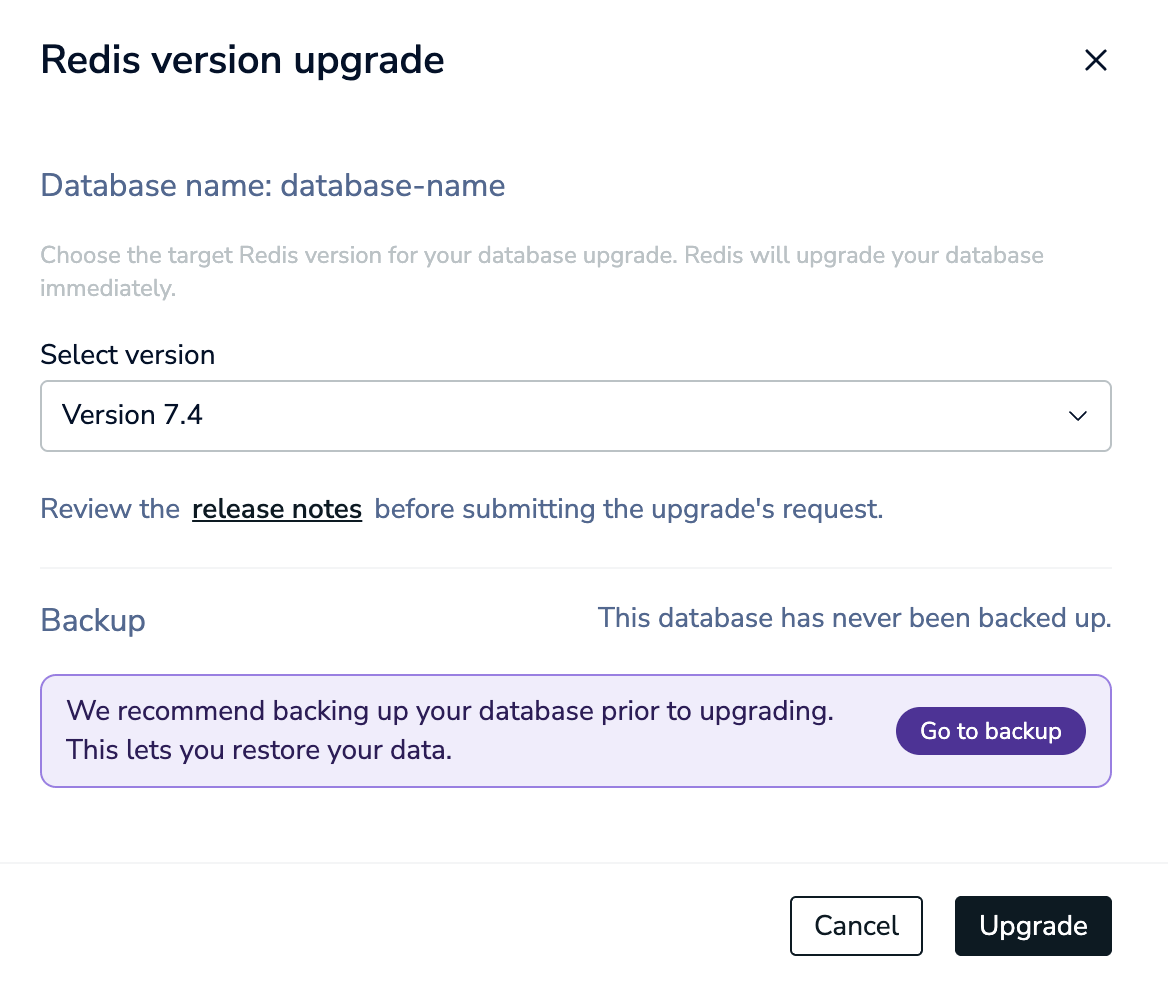 Redis version upgrade
Database name: database-name
Choose the target Redis version for your database upgrade. Redis will upgrade your database
immediately.
Select version
Version 7.4
Review the release notes before submitting the upgrade's request.
Backup
This database has never been backed up.
We recommend backing up your database prior to upgrading.
This lets you restore your data.
Go to backup
Cancel
Upgrade